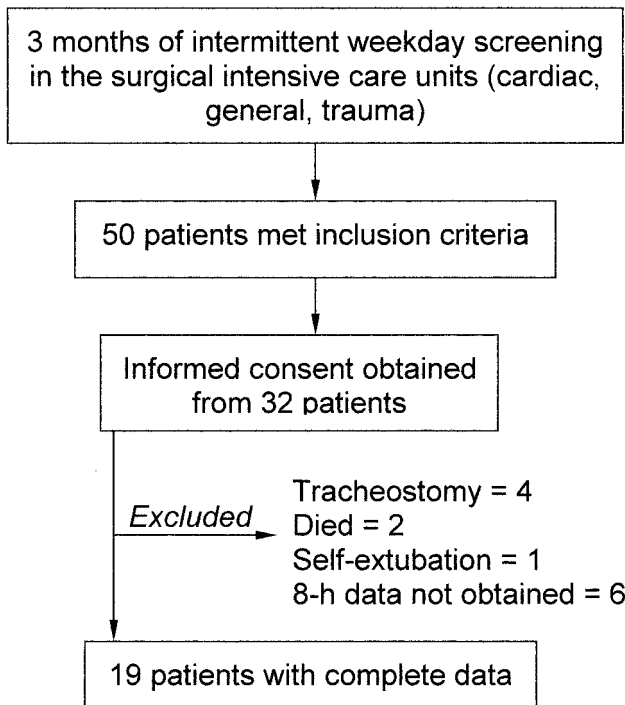 3 months of intermittent weekday screening
in the surgical intensive care units (cardiac,
general, trauma)
50 patients met inclusion criteria
Informed consent obtained
from 32 patients
Excluded
Tracheostomy = 4
Died = 2
Self-extubation = 1
8-h data not obtained = 6
19 patients with complete data